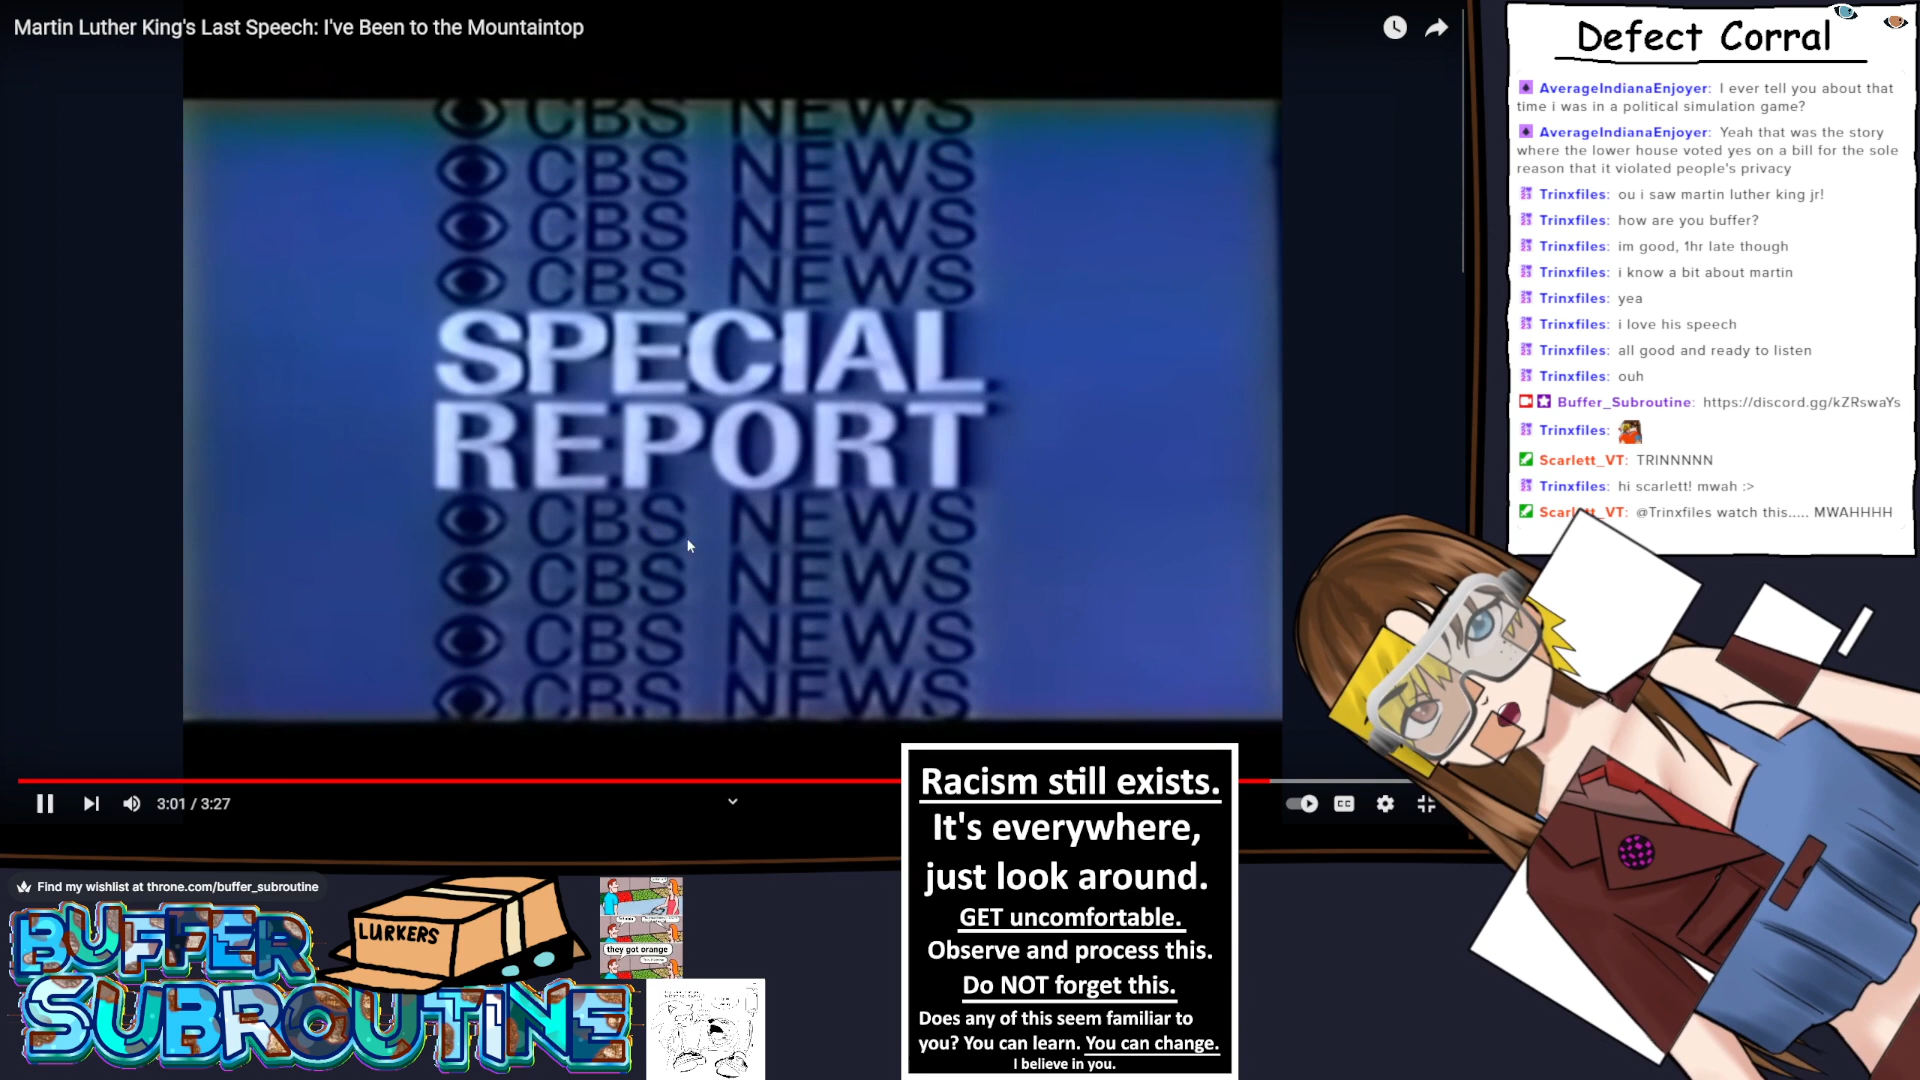 Martin Luther King's Last Speech: I've Been to the Mountaintop
CBS NEWS
CBS NEWS
CBS NEWS
CBS NEWS
SPECIAL
REPORT
CBS NEWS
CBS NEWS
CBS NEWS
CBS NEWS
3:01 / 3:27
CC
Defect Corral
AverageIndianaEnjoyer: I ever tell you about that
time i was in a political simulation game?
AverageIndianaEnjoyer: Yeah that was the story
where the lower house voted yes on a bill for the sole
reason that it violated people's privacy
Trinxfiles: ou i saw martin luther king jr!
Trinxfiles: how are you buffer?
Trinxfiles: im good, 1hr late though
Trinxfiles: i know a bit about martin
Trinxfiles: yea
Trinxfiles: i love his speech
Trinxfiles: all good and ready to listen
Trinxfiles: ouh
Buffer_Subroutine: https://discord.gg/kZRswaYs
Trinxfiles:
Scarlett_VT: TRINNNNN
Trinxfiles: hi scarlett! mwah :>
Scarlett_VT: @Trinxfiles watch this..... MWAHHHH
Racism still exists.
It's everywhere,
just look around.
GET uncomfortable.
Observe and process this.
Do NOT forget this.
Does any of this seem familiar to
you? You can learn. You can change.
I believe in you.
Find my wishlist at throne.com/buffer_subroutine
BUFFER
SUBROUTINE
LURKERS
they got orange